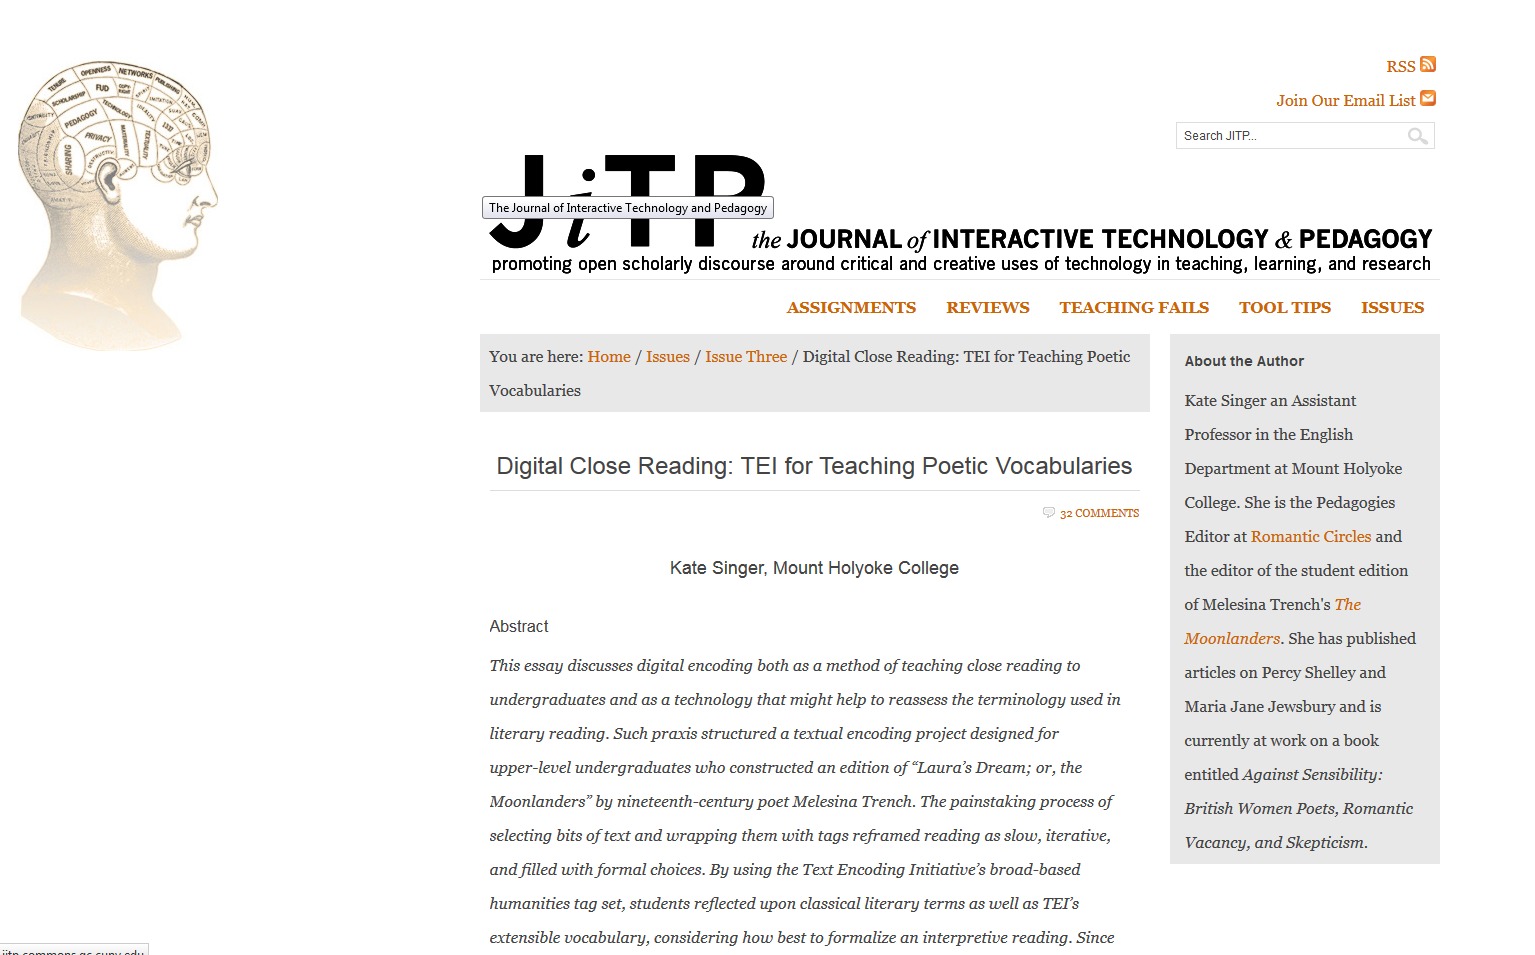 TENURE
OPENNESS
NETWORKS
PUBLISHING
SCHOLARSHIP
FUD
COPY-RIGHT
IMITATION
PEDAGOGY
TECHNOLOGY
IDEALITY
PRIVACY
MATERIALITY
TEXTUALITY
SHARING
RSS
Join Our Email List
Search JITP...
JiTP
The Journal of Interactive Technology and Pedagogy
the JOURNAL of INTERACTIVE TECHNOLOGY & PEDAGOGY
promoting open scholarly discourse around critical and creative uses of technology in teaching, learning, and research
ASSIGNMENTS REVIEWS TEACHING FAILS TOOL TIPS ISSUES
You are here: Home / Issues / Issue Three / Digital Close Reading: TEI for Teaching Poetic
Vocabularies
Digital Close Reading: TEI for Teaching Poetic Vocabularies
32 COMMENTS
Kate Singer, Mount Holyoke College
Abstract
This essay discusses digital encoding both as a method of teaching close reading to
undergraduates and as a technology that might help to reassess the terminology used in
literary reading. Such praxis structured a textual encoding project designed for
upper-level undergraduates who constructed an edition of “Laura’s Dream; or, the
Moonlanders” by nineteenth-century poet Melesina Trench. The painstaking process of
selecting bits of text and wrapping them with tags reframed reading as slow, iterative,
and filled with formal choices. By using the Text Encoding Initiative’s broad-based
humanities tag set, students reflected upon classical literary terms as well as TEI’s
extensible vocabulary, considering how best to formalize an interpretive reading. Since
About the Author
Kate Singer an Assistant
Professor in the English
Department at Mount Holyoke
College. She is the Pedagogies
Editor at Romantic Circles and
the editor of the student edition
of Melesina Trench's The
Moonlanders. She has published
articles on Percy Shelley and
Maria Jane Jewsbury and is
currently at work on a book
entitled Against Sensibility:
British Women Poets, Romantic
Vacancy, and Skepticism.
jitp.commons.gc.cuny.edu